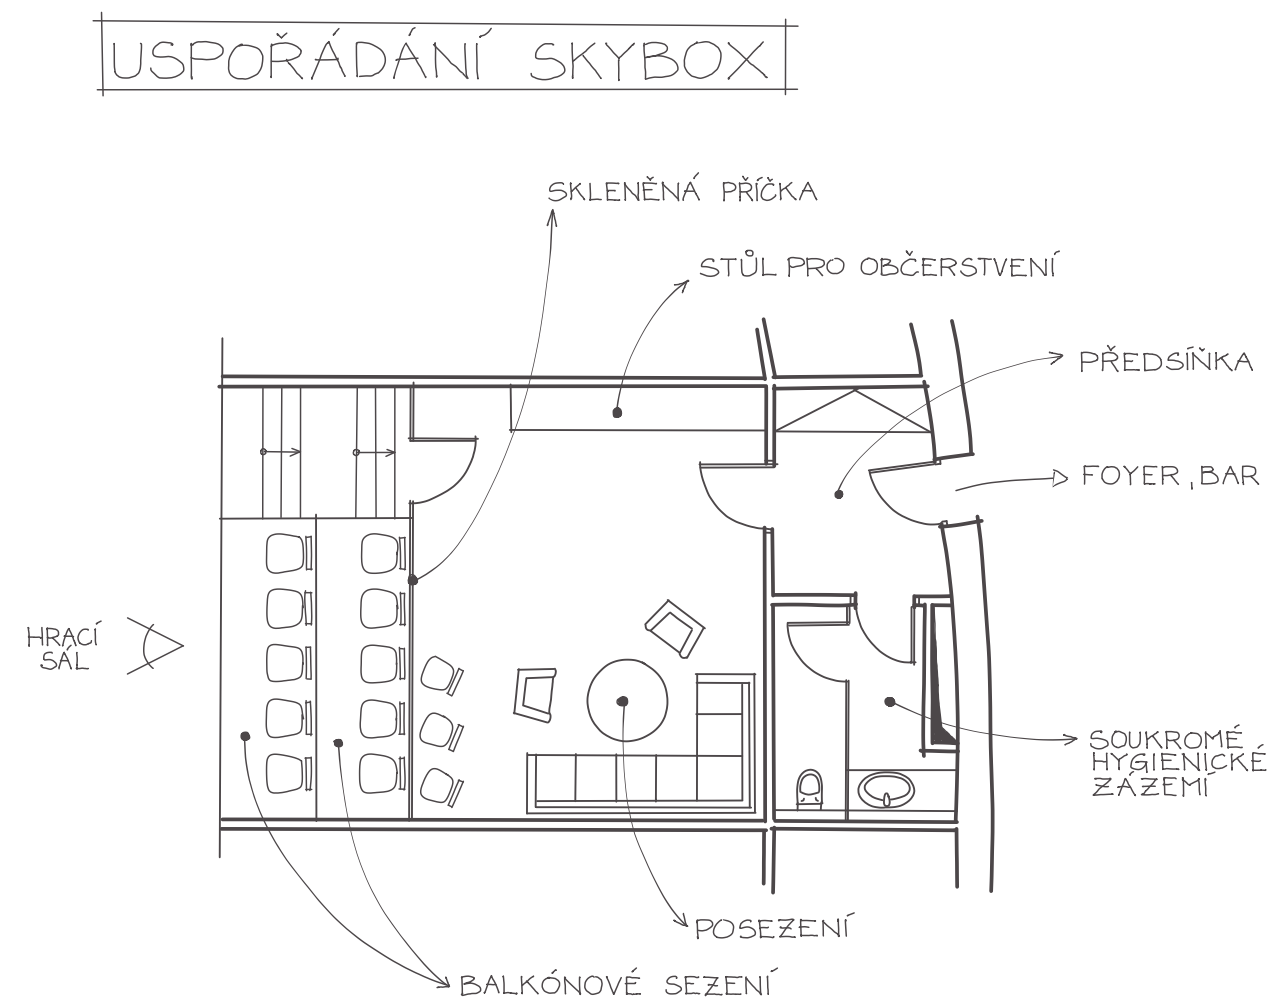 USPOŘÁDÁNÍ SKYBOX
SKLENĚNÁ PŘÍČKA
STŮL PRO OBČERSTVENÍ
PŘEDSÍŇKA
FOYER, BAR
HRACÍ
SÁL
SOUKROMÉ
HYGIENICKÉ
ZÁZEMÍ
POSEZENÍ
BALKÓNOVÉ SEZENÍ